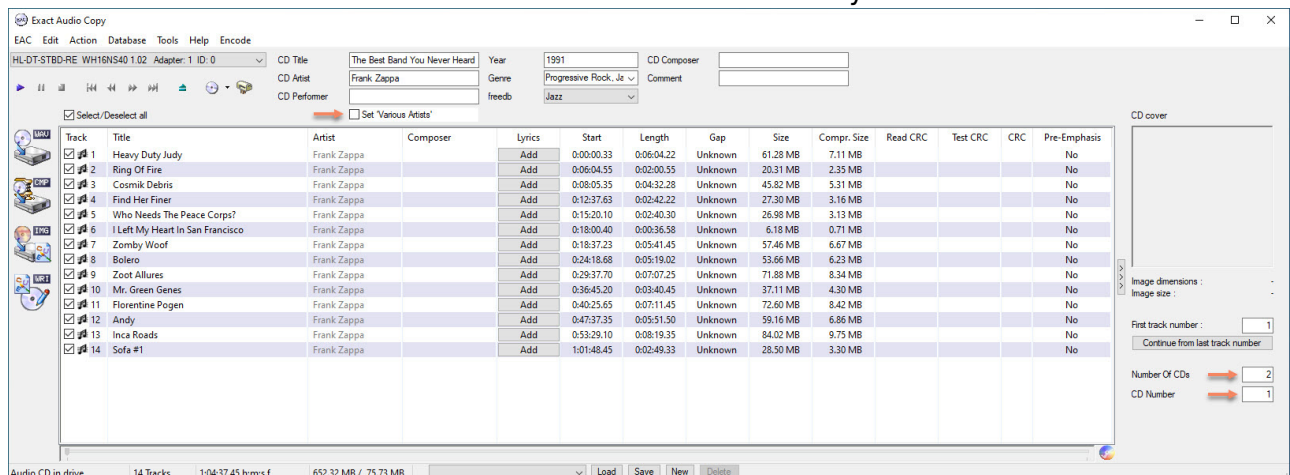 Exact Audio Copy
EAC Edit Action Database Tools Help Encode
HL-DT-STBD-RE WH16NS40 1.02 Adapter: 1 ID: 0 CD Title The Best Band You Never Heard Year 1991 CD Composer
CD Artist Frank Zappa Genre Progressive Rock, Ja Comment
CD Performer freedb Jazz
Select/Deselect all Set 'Various Artists' CD cover
Track Title Artist Composer Lyrics Start Length Gap Size Compr. Size Read CRC Test CRC CRC Pre-Emphasis
1 Heavy Duty Judy Frank Zappa Add 0:00:00.33 0:06:04.22 Unknown 61.28 MB 7.11 MB No
2 Ring Of Fire Frank Zappa Add 0:06:04.55 0:02:00.55 Unknown 20.31 MB 2.35 MB No
3 Cosmik Debris Frank Zappa Add 0:08:05.35 0:04:32.28 Unknown 45.82 MB 5.31 MB No
4 Find Her Finer Frank Zappa Add 0:12:37.63 0:02:42.22 Unknown 27.30 MB 3.16 MB No
5 Who Needs The Peace Corps? Frank Zappa Add 0:15:20.10 0:02:40.30 Unknown 26.98 MB 3.13 MB No
6 I Left My Heart In San Francisco Frank Zappa Add 0:18:00.40 0:00:36.58 Unknown 6.18 MB 0.71 MB No
7 Zomby Woof Frank Zappa Add 0:18:37.23 0:05:41.45 Unknown 57.46 MB 6.67 MB No
8 Bolero Frank Zappa Add 0:24:18.68 0:05:19.02 Unknown 53.66 MB 6.23 MB No
9 Zoot Allures Frank Zappa Add 0:29:37.70 0:07:07.25 Unknown 71.88 MB 8.34 MB No
10 Mr. Green Genes Frank Zappa Add 0:36:45.20 0:03:40.45 Unknown 37.11 MB 4.30 MB No
11 Florentine Pogen Frank Zappa Add 0:40:25.65 0:07:11.45 Unknown 72.60 MB 8.42 MB No
12 Andy Frank Zappa Add 0:47:37.35 0:05:51.50 Unknown 59.16 MB 6.86 MB No
13 Inca Roads Frank Zappa Add 0:53:29.10 0:08:19.35 Unknown 84.02 MB 9.75 MB No
14 Sofa #1 Frank Zappa Add 1:01:48.45 0:02:49.33 Unknown 28.50 MB 3.30 MB No
WAV
CMP
IMG
WRI
Image dimensions : -
Image size : -
First track number : 1
Continue from last track number
Number Of CDs 2
CD Number 1
Audio CD in drive 14 Tracks 1:04:37.45 h:m:s.f 652.32 MB / 75.73 MB Load Save New Delete